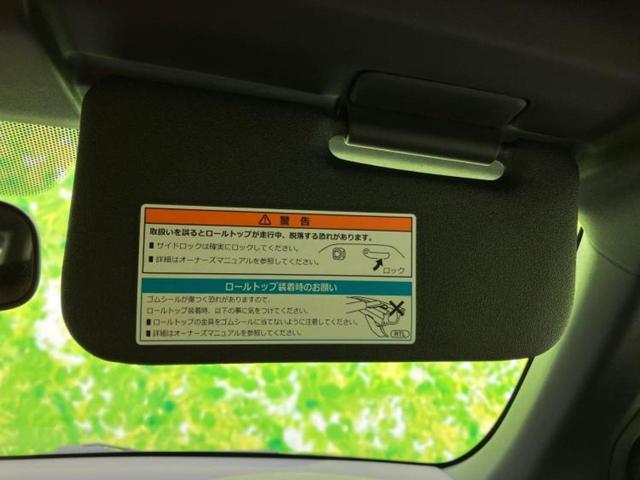 警告
取扱いを誤るとロールトップが走行中、脱落する恐れがあります。
■ サイドロックは確実にロックしてください。
■ 詳細はオーナーズマニュアルを参照してください。
ロック
ロールトップ装着時のお願い
ゴムシールが傷つく恐れがありますので、
ロールトップ装着時、以下の事に気をつけてください。
■ ロールトップの金具をゴムシールに当てないように注意してください。
■ 詳細はオーナーズマニュアルを参照してください。
RTL